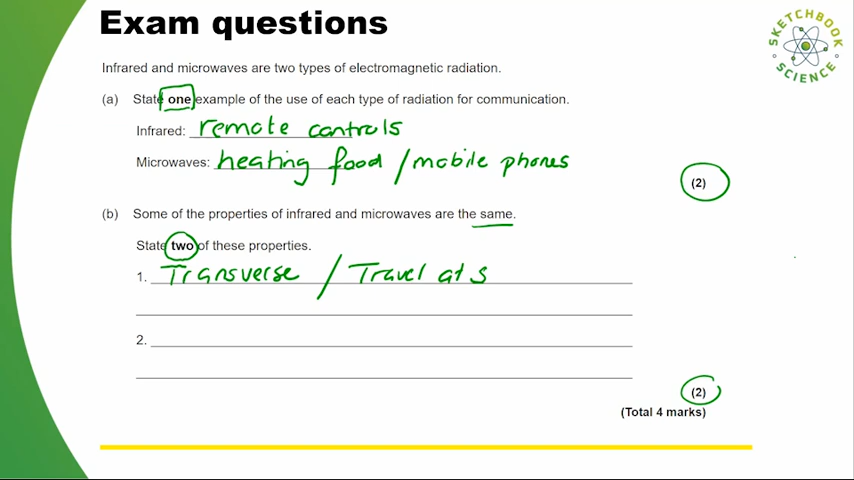 Exam questions
SKETCHBOOK SCIENCE
Infrared and microwaves are two types of electromagnetic radiation.
(a) State one example of the use of each type of radiation for communication.
Infrared: remote controls
Microwaves: heating food / mobile phones
(2)
(b) Some of the properties of infrared and microwaves are the same.
State two of these properties.
1. Transverse / Travel at s
2.
(2)
(Total 4 marks)